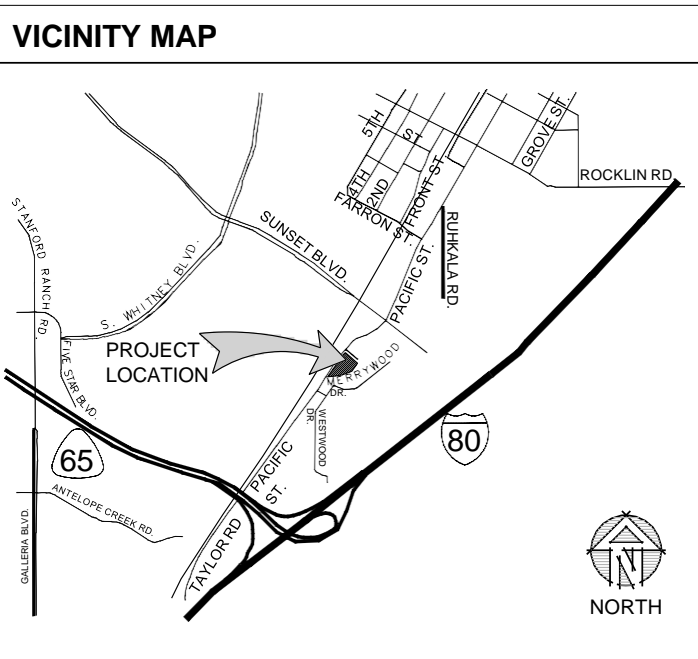 VICINITY MAP
5TH
ST
4TH
2ND
FARRON ST.
FRONT ST
GROVE ST.
ROCKLIN RD
RUHKALA RD.
PACIFIC ST.
SUNSET BLVD.
STANFORD RANCH RD.
S. WHITNEY BLVD.
FIVE STAR BLVD.
PROJECT
LOCATION
MERRYWOOD
DR.
WESTWOOD
DR.
80
65
PACIFIC
ST.
ANTELOPE CREEK RD.
GALLERIA BLVD.
TAYLOR RD
N
NORTH